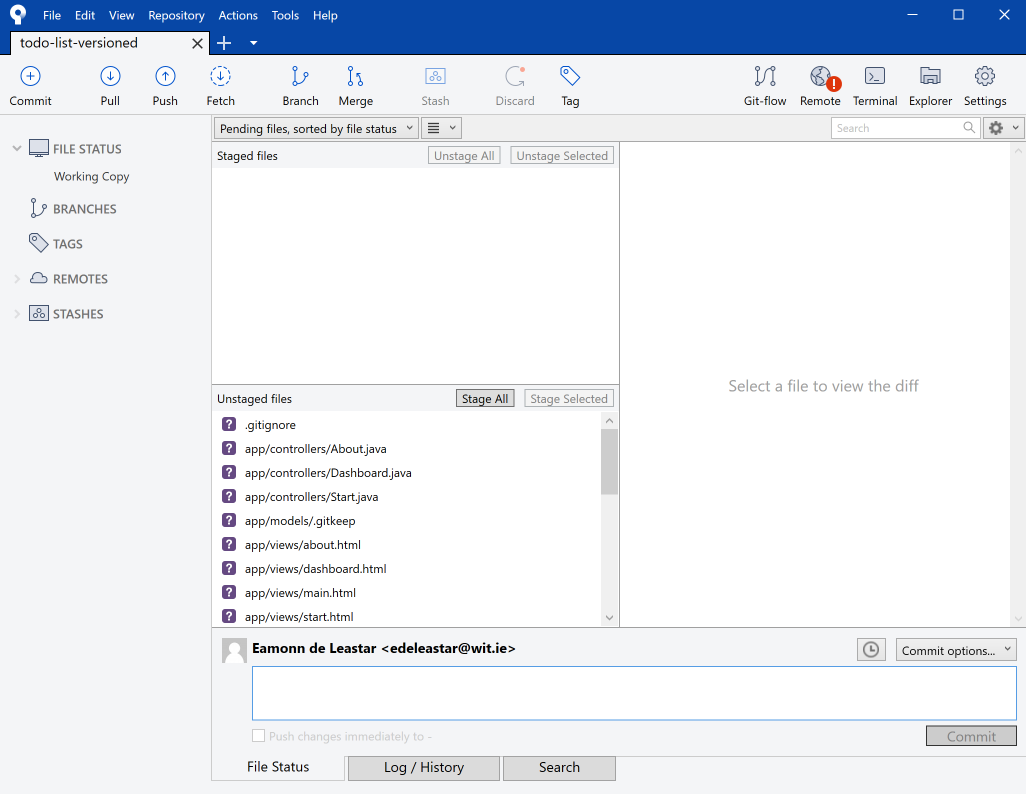 File Edit View Repository Actions Tools Help
todo-list-versioned
Commit Pull Push Fetch Branch Merge Stash Discard Tag Git-flow Remote Terminal Explorer Settings
Pending files, sorted by file status Search
FILE STATUS
Working Copy
BRANCHES
TAGS
REMOTES
STASHES
Staged files Unstage All Unstage Selected
Select a file to view the diff
Unstaged files Stage All Stage Selected
? .gitignore
? app/controllers/About.java
? app/controllers/Dashboard.java
? app/controllers/Start.java
? app/models/.gitkeep
? app/views/about.html
? app/views/dashboard.html
? app/views/main.html
? app/views/start.html
Eamonn de Leastar <edeleastar@wit.ie> Commit options...
Push changes immediately to - Commit
File Status Log / History Search